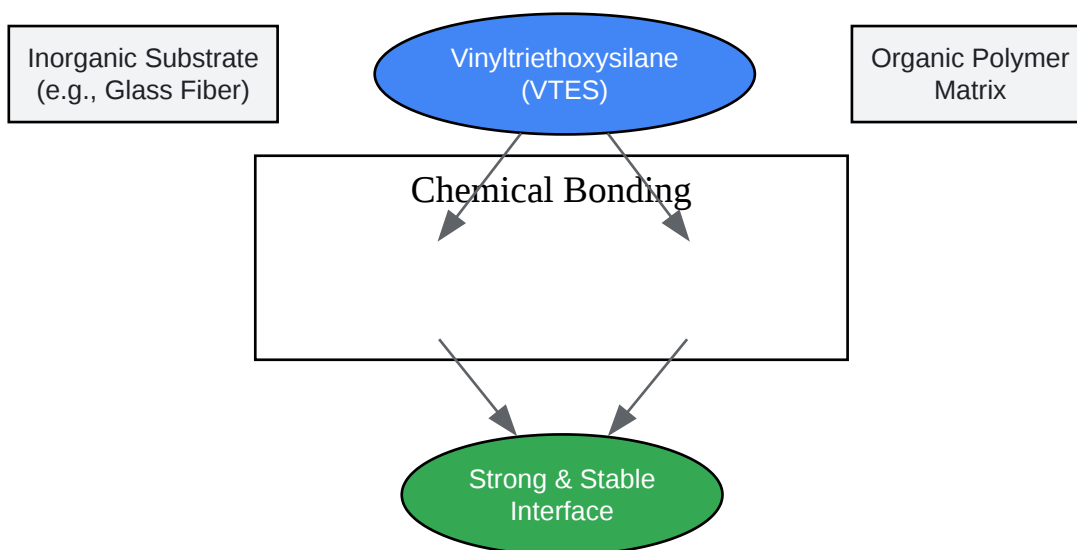 Inorganic Substrate
(e.g., Glass Fiber)
Vinyltriethoxysilane
(VTES)
Organic Polymer
Matrix
Chemical Bonding
Strong & Stable
Interface